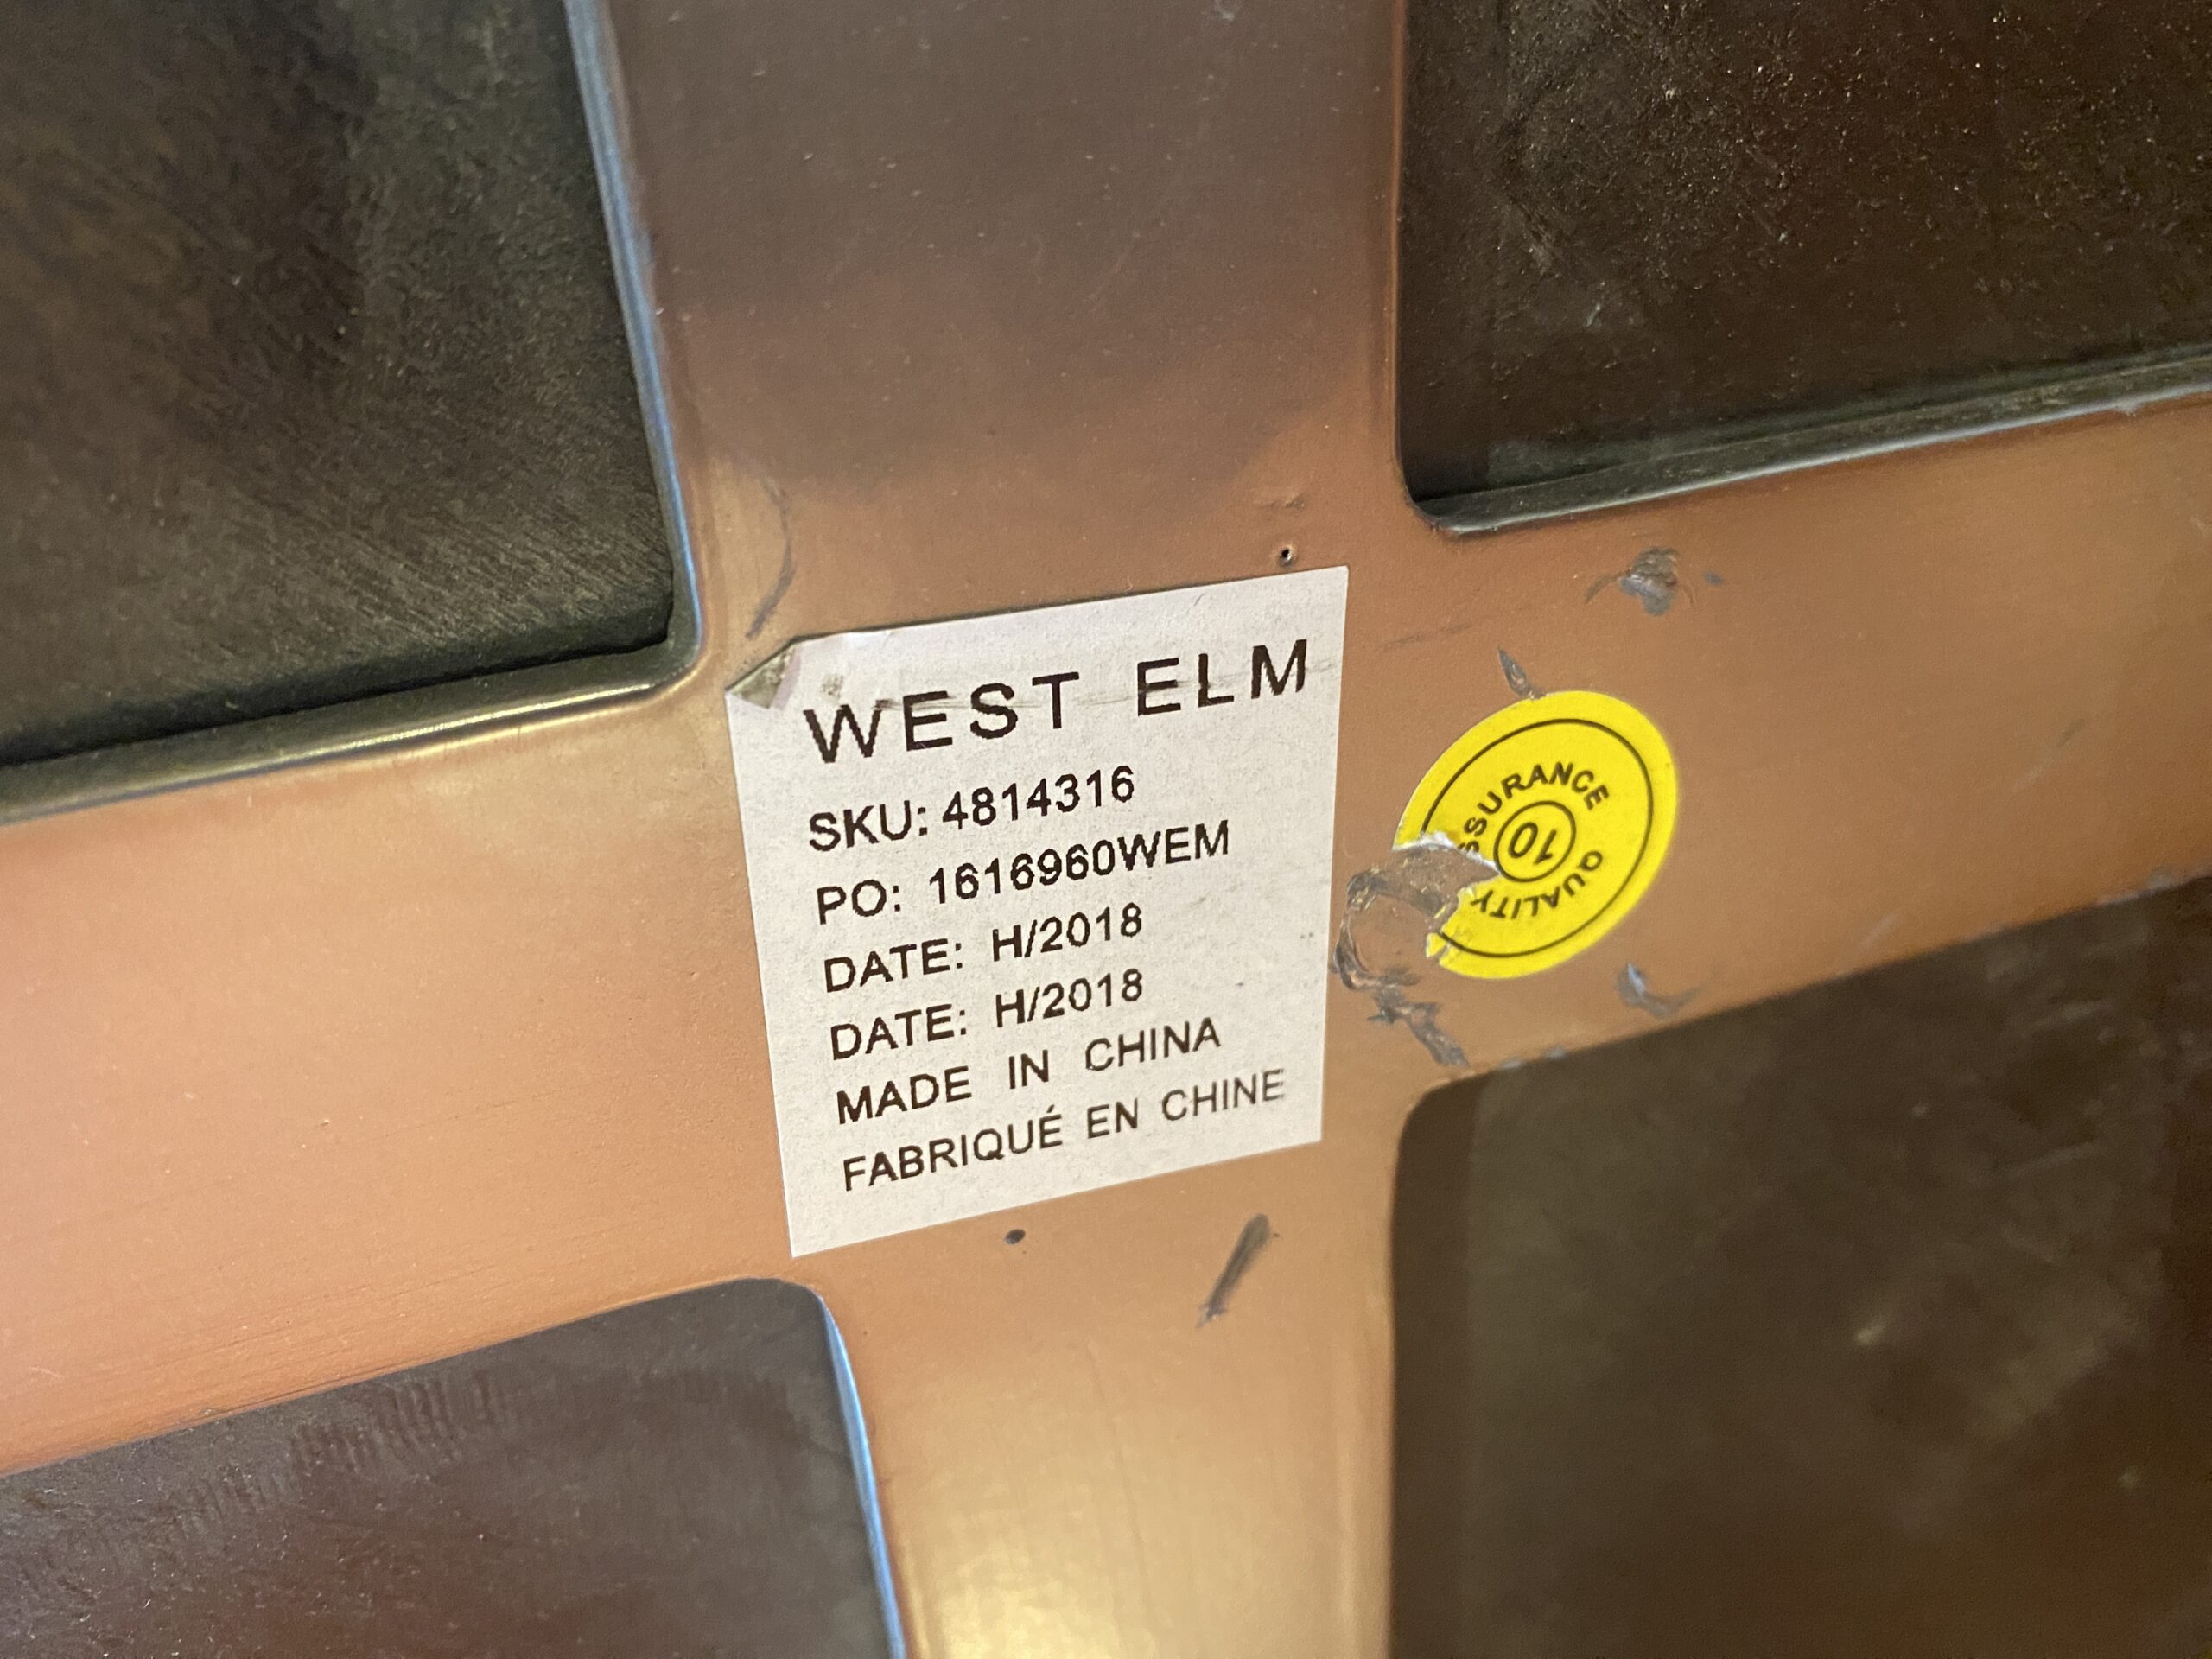 WEST ELM
SKU: 4814316
PO: 1616960WEM
DATE: H/2018
DATE: H/2018
MADE IN CHINA
FABRIQUÉ EN CHINE
QUALITY
10